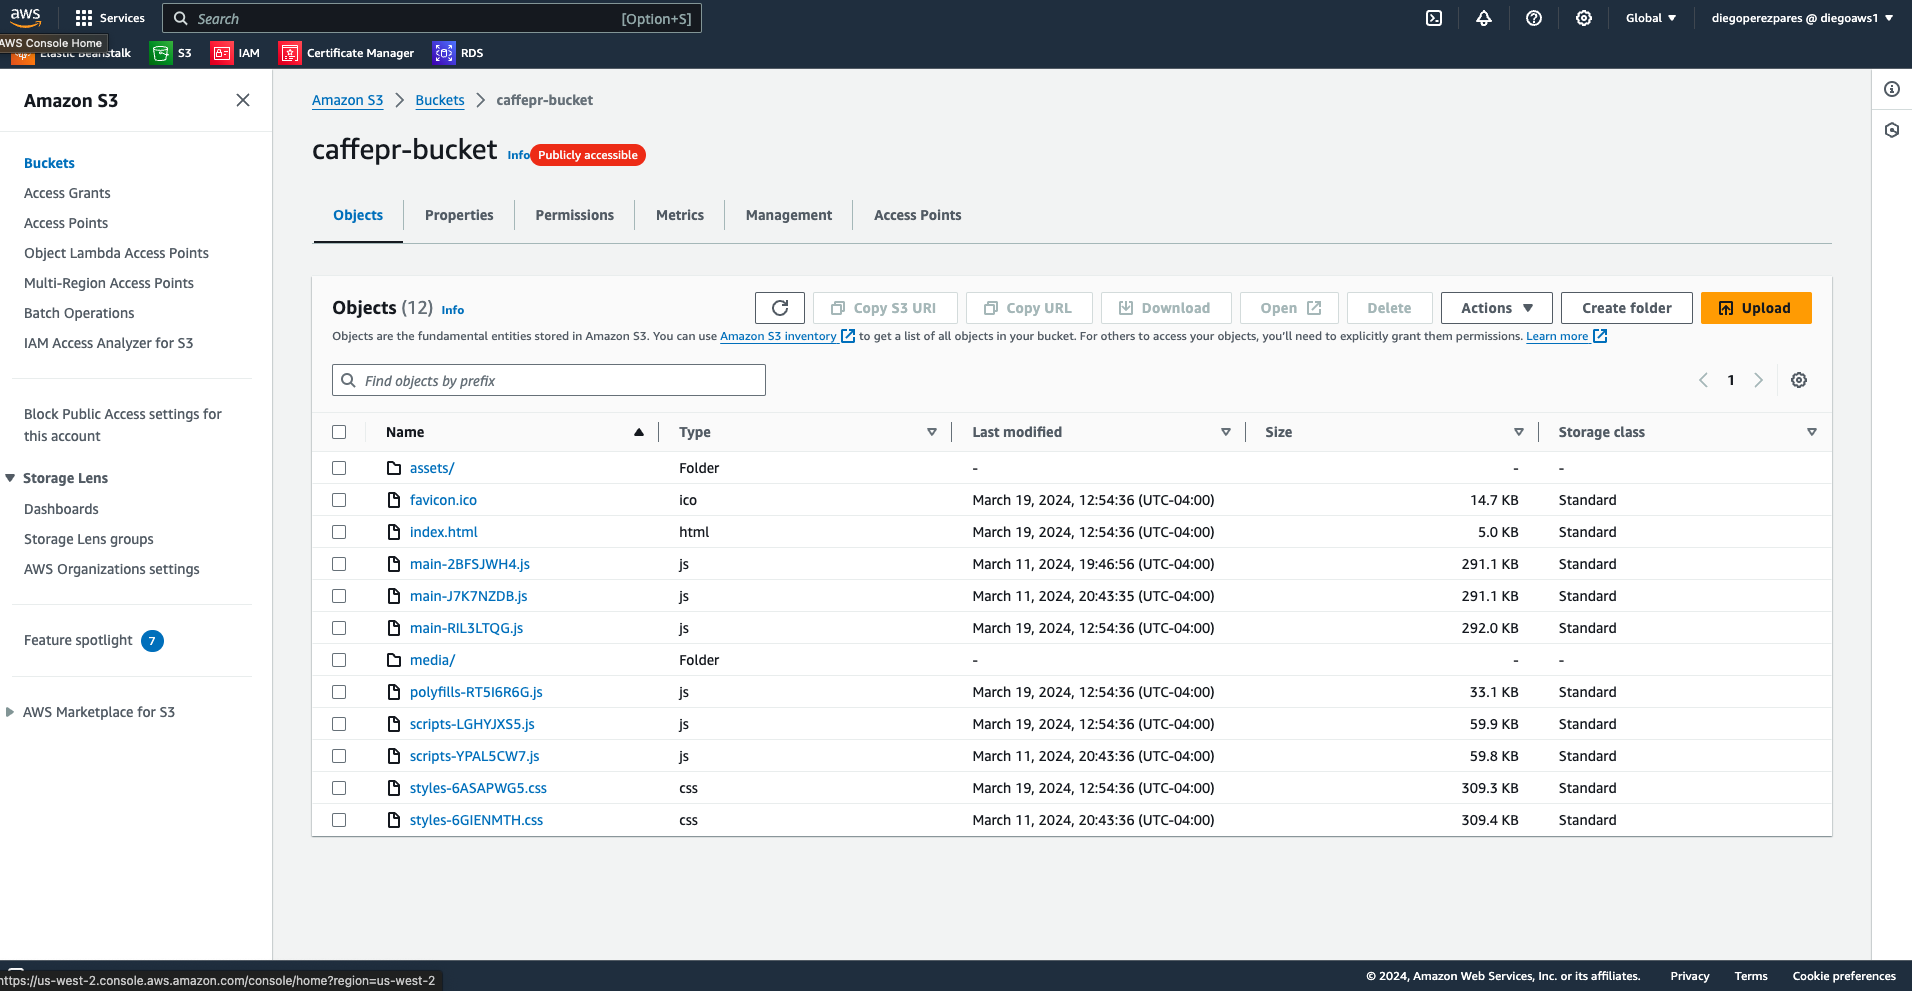 aws Services Search [Option+S] Global diegoperezpares @ diegoaws1
AWS Console Home
Elastic Beanstalk S3 IAM Certificate Manager RDS
Amazon S3
Buckets
Access Grants
Access Points
Object Lambda Access Points
Multi-Region Access Points
Batch Operations
IAM Access Analyzer for S3
Block Public Access settings for
this account
Storage Lens
Dashboards
Storage Lens groups
AWS Organizations settings
Feature spotlight 7
AWS Marketplace for S3
Amazon S3 Buckets caffepr-bucket
caffepr-bucket Info Publicly accessible
Objects Properties Permissions Metrics Management Access Points
Objects (12) Info Copy S3 URI Copy URL Download Open Delete Actions Create folder Upload
Objects are the fundamental entities stored in Amazon S3. You can use Amazon S3 inventory to get a list of all objects in your bucket. For others to access your objects, you'll need to explicitly grant them permissions. Learn more
Find objects by prefix 1
Name Type Last modified Size Storage class
assets/ Folder - - -
favicon.ico ico March 19, 2024, 12:54:36 (UTC-04:00) 14.7 KB Standard
index.html html March 19, 2024, 12:54:36 (UTC-04:00) 5.0 KB Standard
main-2BFSJWH4.js js March 11, 2024, 19:46:56 (UTC-04:00) 291.1 KB Standard
main-J7K7NZDB.js js March 11, 2024, 20:43:35 (UTC-04:00) 291.1 KB Standard
main-RIL3LTQG.js js March 19, 2024, 12:54:36 (UTC-04:00) 292.0 KB Standard
media/ Folder - - -
polyfills-RT5I6R6G.js js March 19, 2024, 12:54:36 (UTC-04:00) 33.1 KB Standard
scripts-LGHYJXS5.js js March 19, 2024, 12:54:36 (UTC-04:00) 59.9 KB Standard
scripts-YPAL5CW7.js js March 11, 2024, 20:43:36 (UTC-04:00) 59.8 KB Standard
styles-6ASAPWG5.css css March 19, 2024, 12:54:36 (UTC-04:00) 309.3 KB Standard
styles-6GIENMTH.css css March 11, 2024, 20:43:36 (UTC-04:00) 309.4 KB Standard
https://us-west-2.console.aws.amazon.com/console/home?region=us-west-2
© 2024, Amazon Web Services, Inc. or its affiliates. Privacy Terms Cookie preferences